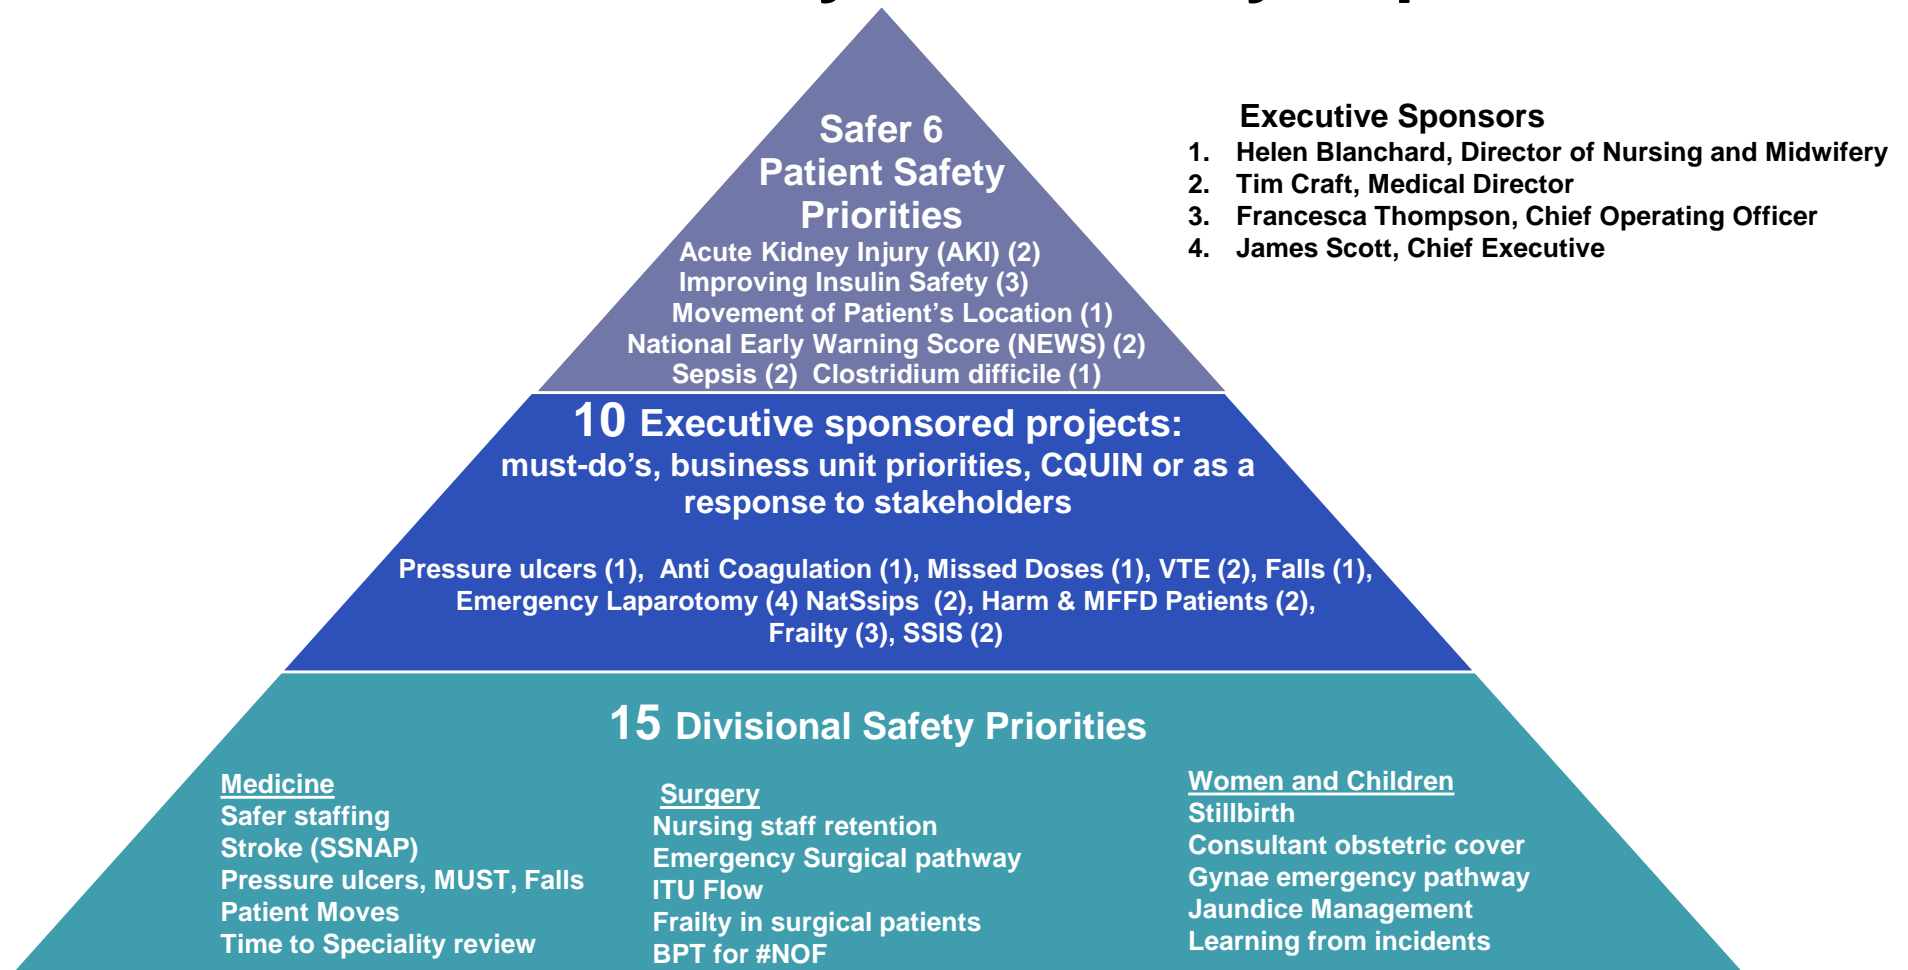 Safer 6
Patient Safety
Priorities
Acute Kidney Injury (AKI) (2)
Improving Insulin Safety (3)
Movement of Patient’s Location (1)
National Early Warning Score (NEWS) (2)
Sepsis (2)  Clostridium difficile (1)
Executive Sponsors
1. Helen Blanchard, Director of Nursing and Midwifery
2. Tim Craft, Medical Director
3. Francesca Thompson, Chief Operating Officer
4. James Scott, Chief Executive
10 Executive sponsored projects:
must-do’s, business unit priorities, CQUIN or as a
response to stakeholders
Pressure ulcers (1),  Anti Coagulation (1), Missed Doses (1), VTE (2), Falls (1),
Emergency Laparotomy (4) NatSsips  (2), Harm & MFFD Patients (2),
Frailty (3), SSIS (2)
15 Divisional Safety Priorities
Medicine
Safer staffing
Stroke (SSNAP)
Pressure ulcers, MUST, Falls
Patient Moves
Time to Speciality review
Surgery
Nursing staff retention
Emergency Surgical pathway
ITU Flow
Frailty in surgical patients
BPT for #NOF
Women and Children
Stillbirth
Consultant obstetric cover
Gynae emergency pathway
Jaundice Management
Learning from incidents